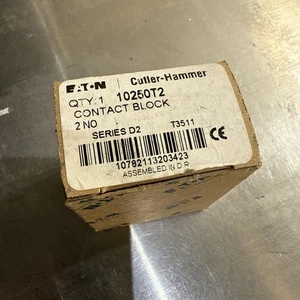 EATON | Cutler-Hammer
QTY: 1 10250T2
CONTACT BLOCK
2 NO
SERIES D2 T3511
CE
10782113203423
ASSEMBLED IN D.R.